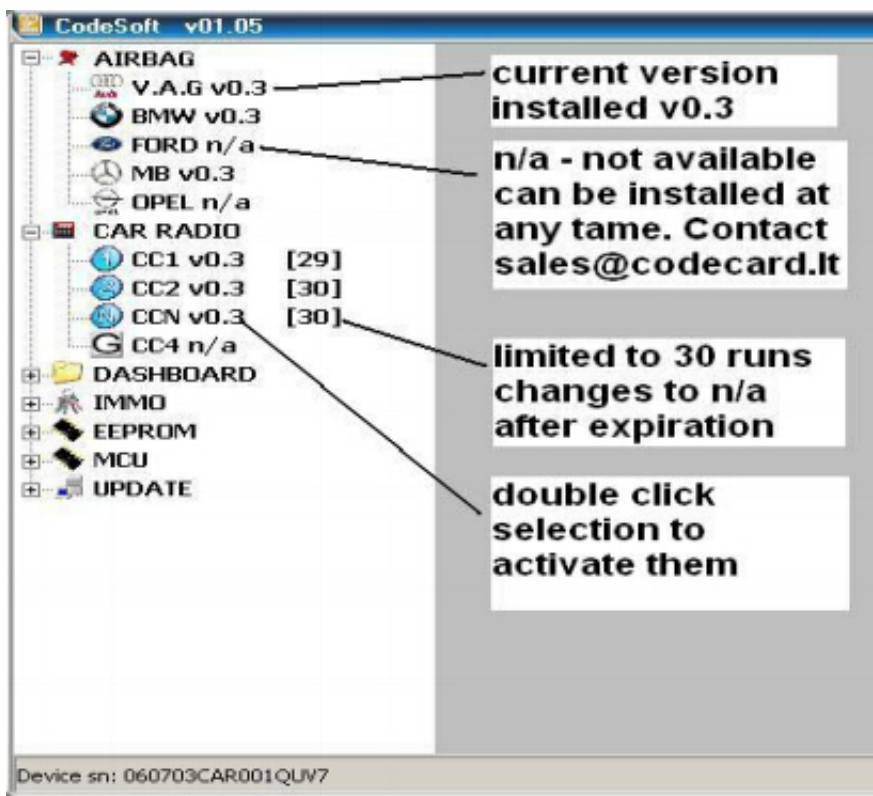 CodeSoft v01.05
AIRBAG
V.A.G v0.3
BMW v0.3
FORD n/a
MB v0.3
OPEL n/a
CAR RADIO
CC1 v0.3 [29]
CC2 v0.3 [30]
CCN v0.3 [30]
CC4 n/a
DASHBOARD
IMMO
EEPROM
MCU
UPDATE
current version
installed v0.3
n/a - not available
can be installed at
any tame. Contact
sales@codecard.lt
limited to 30 runs
changes to n/a
after expiration
double click
selection to
activate them
Device sn: 060703CAR001QUV7